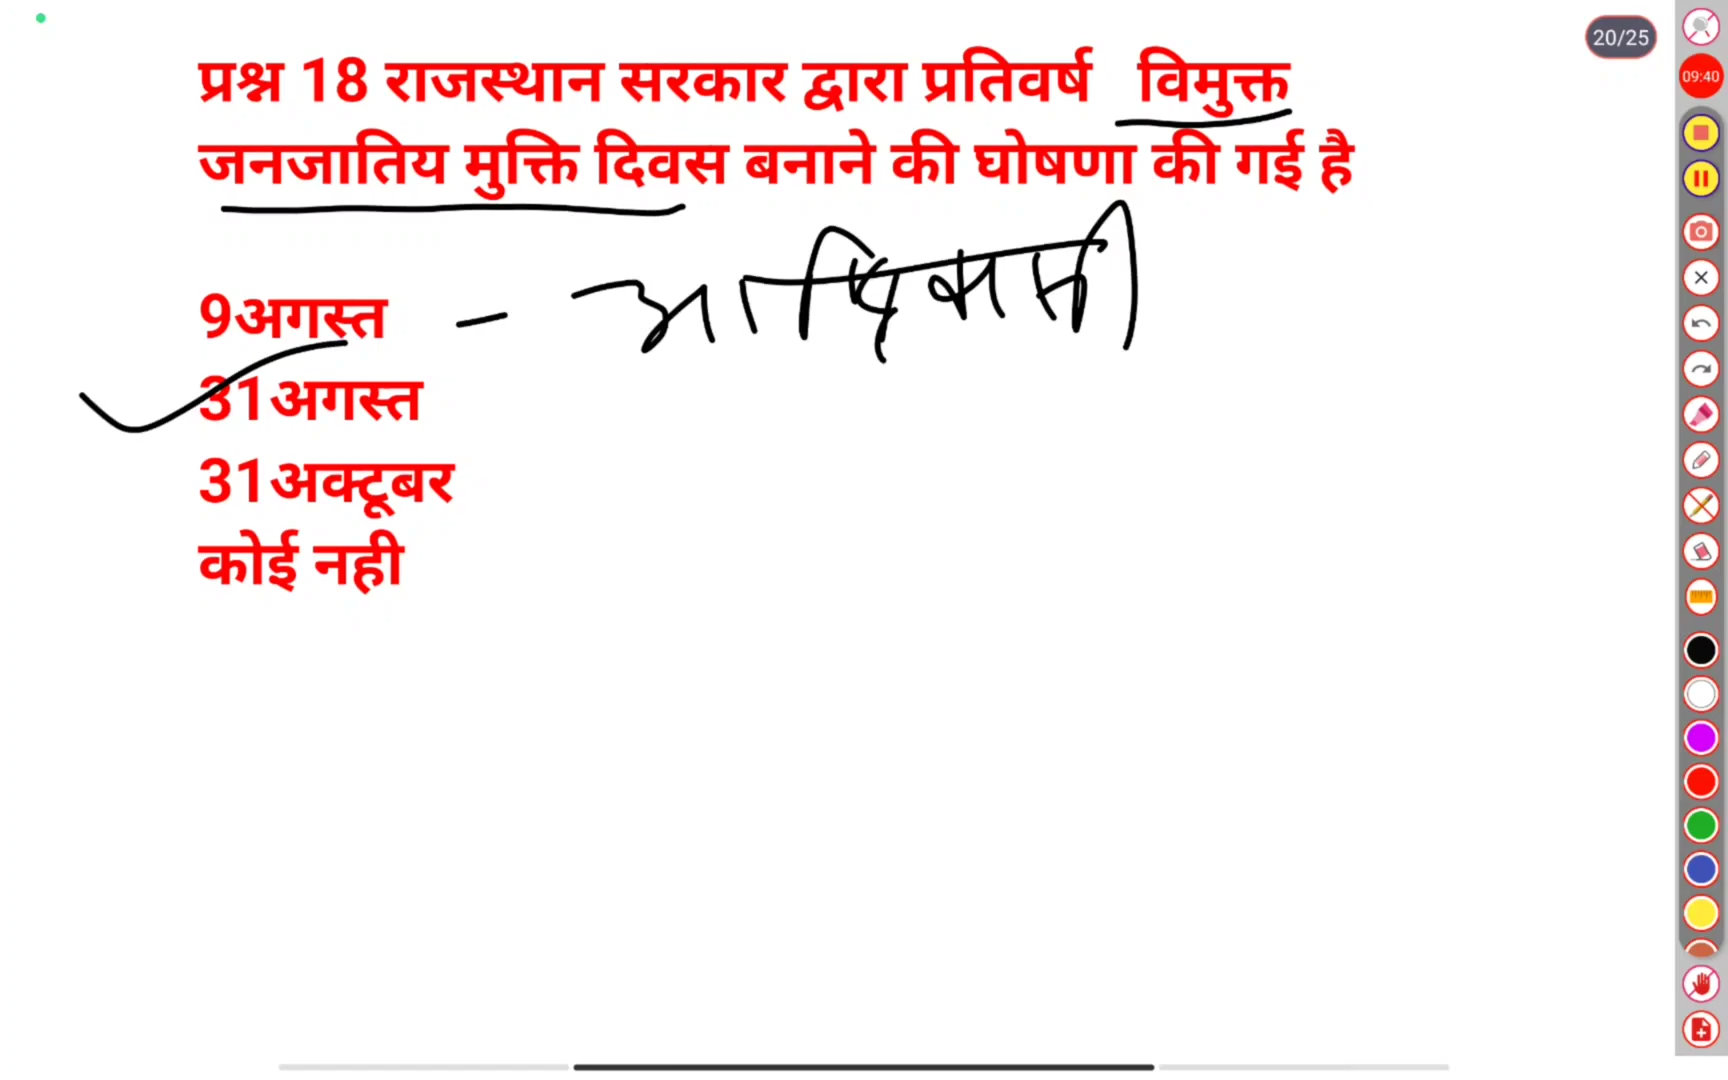 20/25
09:40
प्रश्न 18 राजस्थान सरकार द्वारा प्रतिवर्ष विमुक्त
जनजातिय मुक्ति दिवस बनाने की घोषणा की गई है
9अगस्त - आदिवासी
31अगस्त
31अक्टूबर
कोई नही